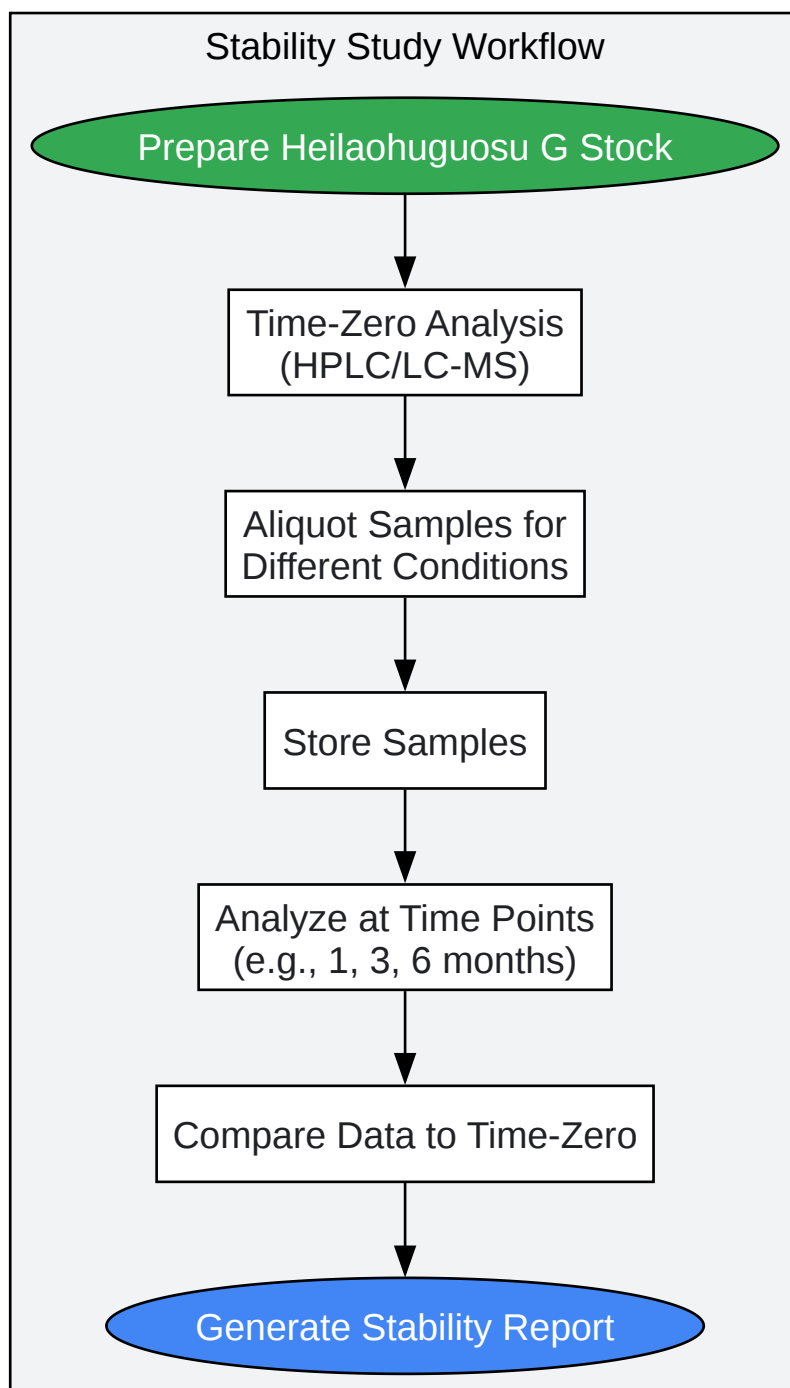 Stability Study Workflow
Prepare Heilaohuguosu G Stock
Time-Zero Analysis
(HPLC/LC-MS)
Aliquot Samples for
Different Conditions
Store Samples
Analyze at Time Points
(e.g., 1, 3, 6 months)
Compare Data to Time-Zero
Generate Stability Report